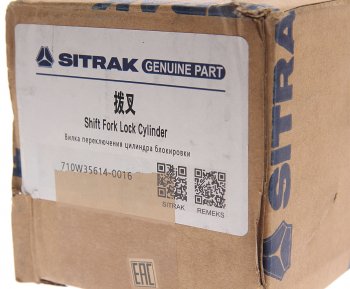 SITRAK GENUINE PART
拨叉
Shift Fork Lock Cylinder
Вилка переключения цилиндра блокировки
710W35614-0016
SITRAK REMEKS
EAC
SITRAK